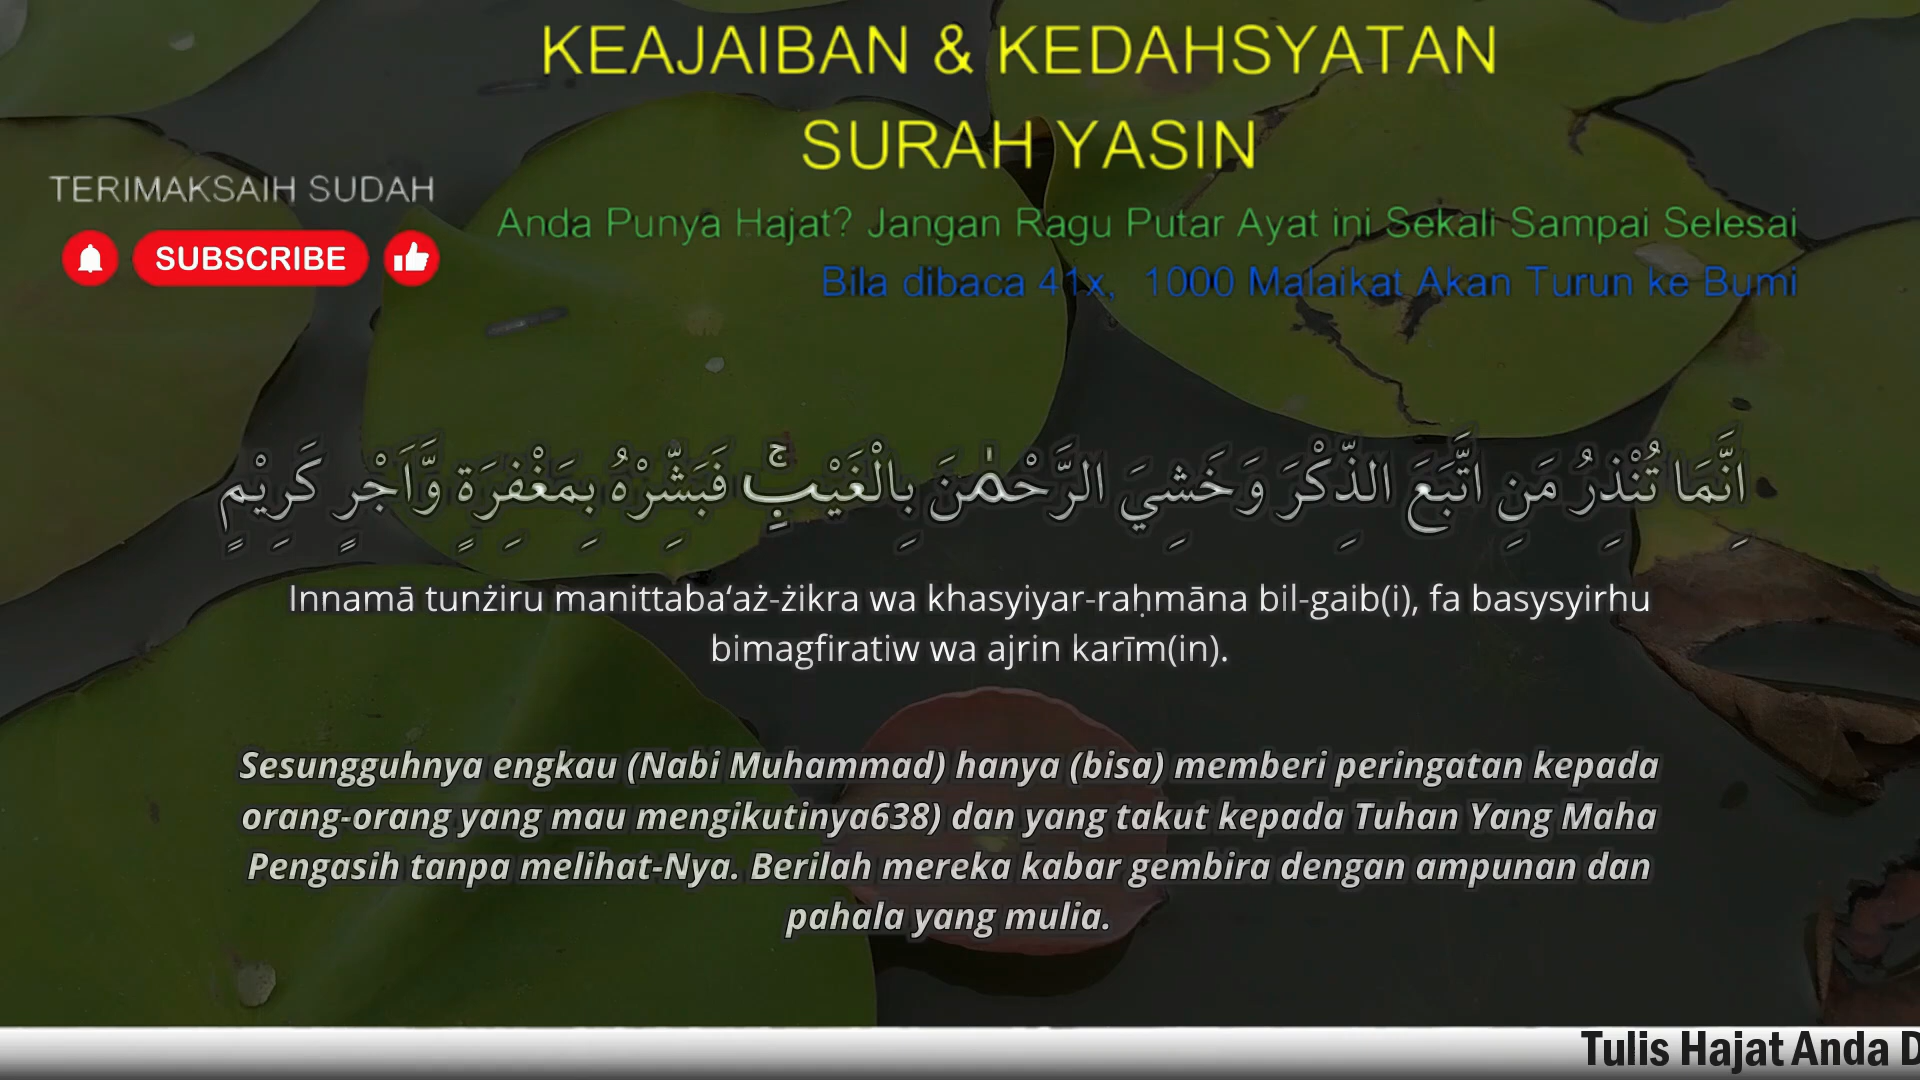 KEAJAIBAN & KEDAHSYATAN
SURAH YASIN
TERIMAKSAIH SUDAH
SUBSCRIBE
Anda Punya Hajat? Jangan Ragu Putar Ayat ini Sekali Sampai Selesai
Bila dibaca 41x, 1000 Malaikat Akan Turun ke Bumi
اِنَّمَا تُنْذِرُ مَنِ اتَّبَعَ الذِّكْرَ وَخَشِيَ الرَّحْمٰنَ بِالْغَيْبِۚ فَبَشِّرْهُ بِمَغْفِرَةٍ وَّاَجْرٍ كَرِيْمٍ
Innamā tunżiru manittaba‘aż-żikra wa khasyiyar-raḥmāna bil-gaib(i), fa basysyirhu
bimagfiratiw wa ajrin karīm(in).
Sesungguhnya engkau (Nabi Muhammad) hanya (bisa) memberi peringatan kepada
orang-orang yang mau mengikutinya638) dan yang takut kepada Tuhan Yang Maha
Pengasih tanpa melihat-Nya. Berilah mereka kabar gembira dengan ampunan dan
pahala yang mulia.
Tulis Hajat Anda D